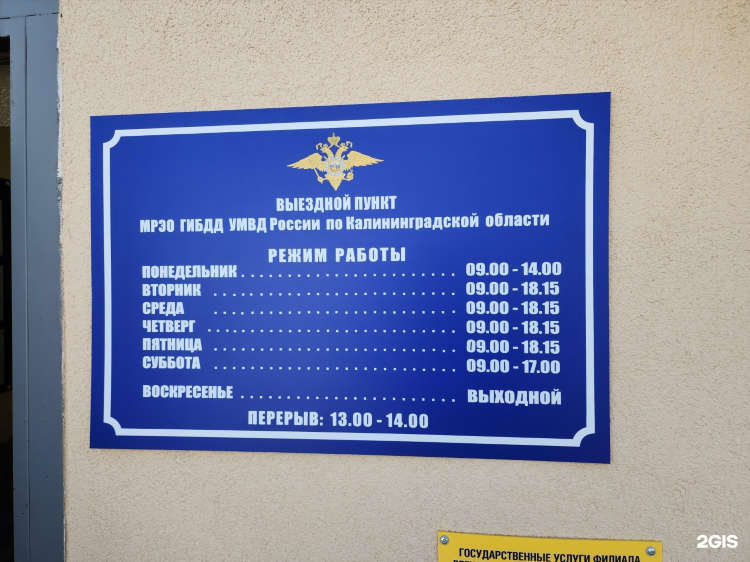 ВЫЕЗДНОЙ ПУНКТ
МРЭО ГИБДД УМВД России по Калининградской области
РЕЖИМ РАБОТЫ
ПОНЕДЕЛЬНИК . . . . . . . . . . . . . . . . . . . . . . . . 09.00 - 14.00
ВТОРНИК . . . . . . . . . . . . . . . . . . . . . . . . . . . 09.00 - 18.15
СРЕДА . . . . . . . . . . . . . . . . . . . . . . . . . . . 09.00 - 18.15
ЧЕТВЕРГ . . . . . . . . . . . . . . . . . . . . . . . . . . . 09.00 - 18.15
ПЯТНИЦА . . . . . . . . . . . . . . . . . . . . . . . . . . . 09.00 - 18.15
СУББОТА . . . . . . . . . . . . . . . . . . . . . . . . . . . 09.00 - 17.00
ВОСКРЕСЕНЬЕ . . . . . . . . . . . . . . . . . . . . . . . . ВЫХОДНОЙ
ПЕРЕРЫВ: 13.00 - 14.00
ГОСУДАРСТВЕННЫЕ УСЛУГИ ФИЛИАЛА
2GIS